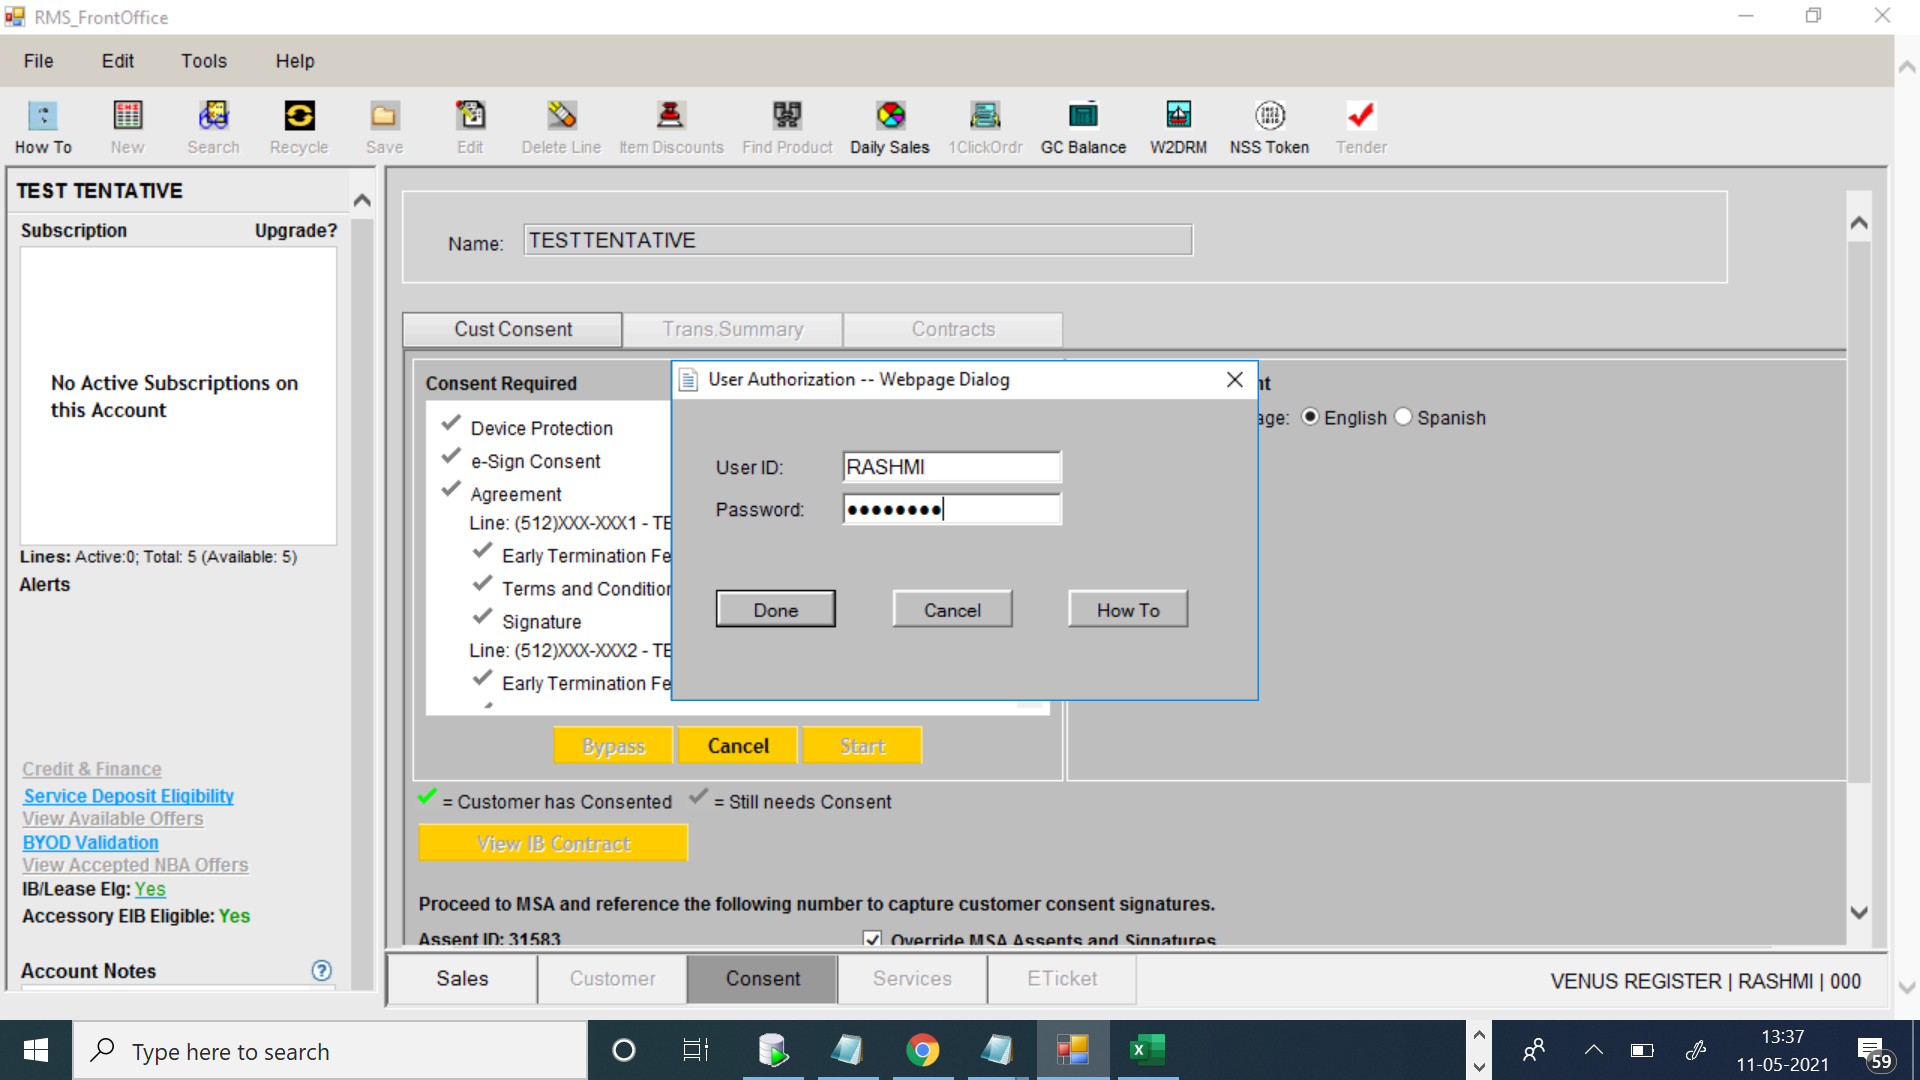 RMS_FrontOffice
File Edit Tools Help
How To New Search Recycle Save Edit Delete Line Item Discounts Find Product Daily Sales 1ClickOrdr GC Balance W2DRM NSS Token Tender
TEST TENTATIVE
Subscription Upgrade?
No Active Subscriptions on
this Account
Lines: Active:0; Total: 5 (Available: 5)
Alerts
Credit & Finance
Service Deposit Eligibility
View Available Offers
BYOD Validation
View Accepted NBA Offers
IB/Lease Elg: Yes
Accessory EIB Eligible: Yes
Account Notes ?
Name: TESTTENTATIVE
Cust Consent Trans.Summary Contracts
Consent Required
Device Protection
e-Sign Consent
Agreement
Line: (512)XXX-XXX1 - TE
Early Termination Fe
Terms and Condition
Signature
Line: (512)XXX-XXX2 - TE
Early Termination Fe
Bypass Cancel Start
nt
age: English Spanish
User Authorization -- Webpage Dialog
User ID: RASHMI
Password: ●●●●●●●●
Done Cancel How To
= Customer has Consented = Still needs Consent
View IB Contract
Proceed to MSA and reference the following number to capture customer consent signatures.
Assent ID: 31583 Override MSA Assents and Signatures
Sales Customer Consent Services ETicket
VENUS REGISTER | RASHMI | 000
Type here to search
13:37
11-05-2021
59